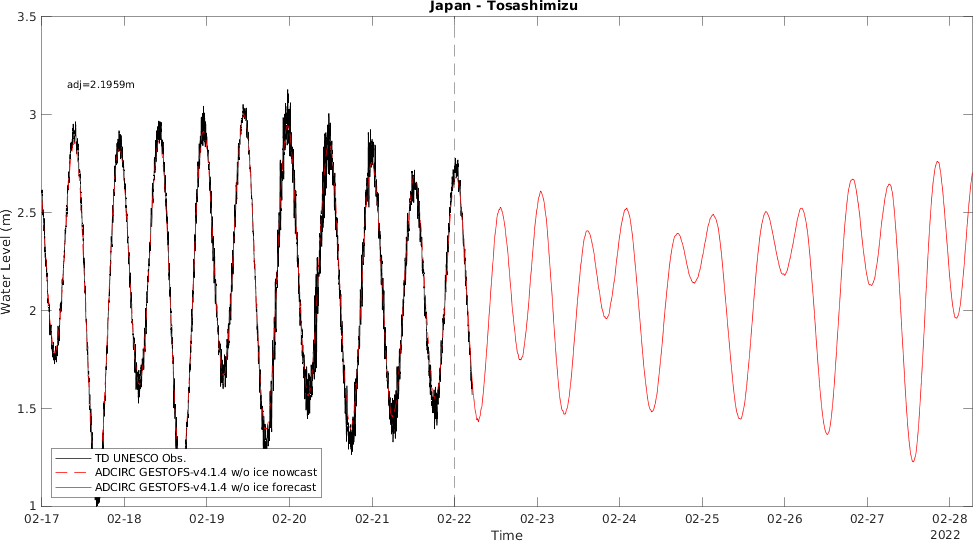 Japan - Tosashimizu
3.5
3
2.5
2
1.5
1
Water Level (m)
adj=2.1959m
TD UNESCO Obs.
ADCIRC GESTOFS-v4.1.4 w/o ice nowcast
ADCIRC GESTOFS-v4.1.4 w/o ice forecast
02-17 02-18 02-19 02-20 02-21 02-22 02-23 02-24 02-25 02-26 02-27 02-28
2022
Time